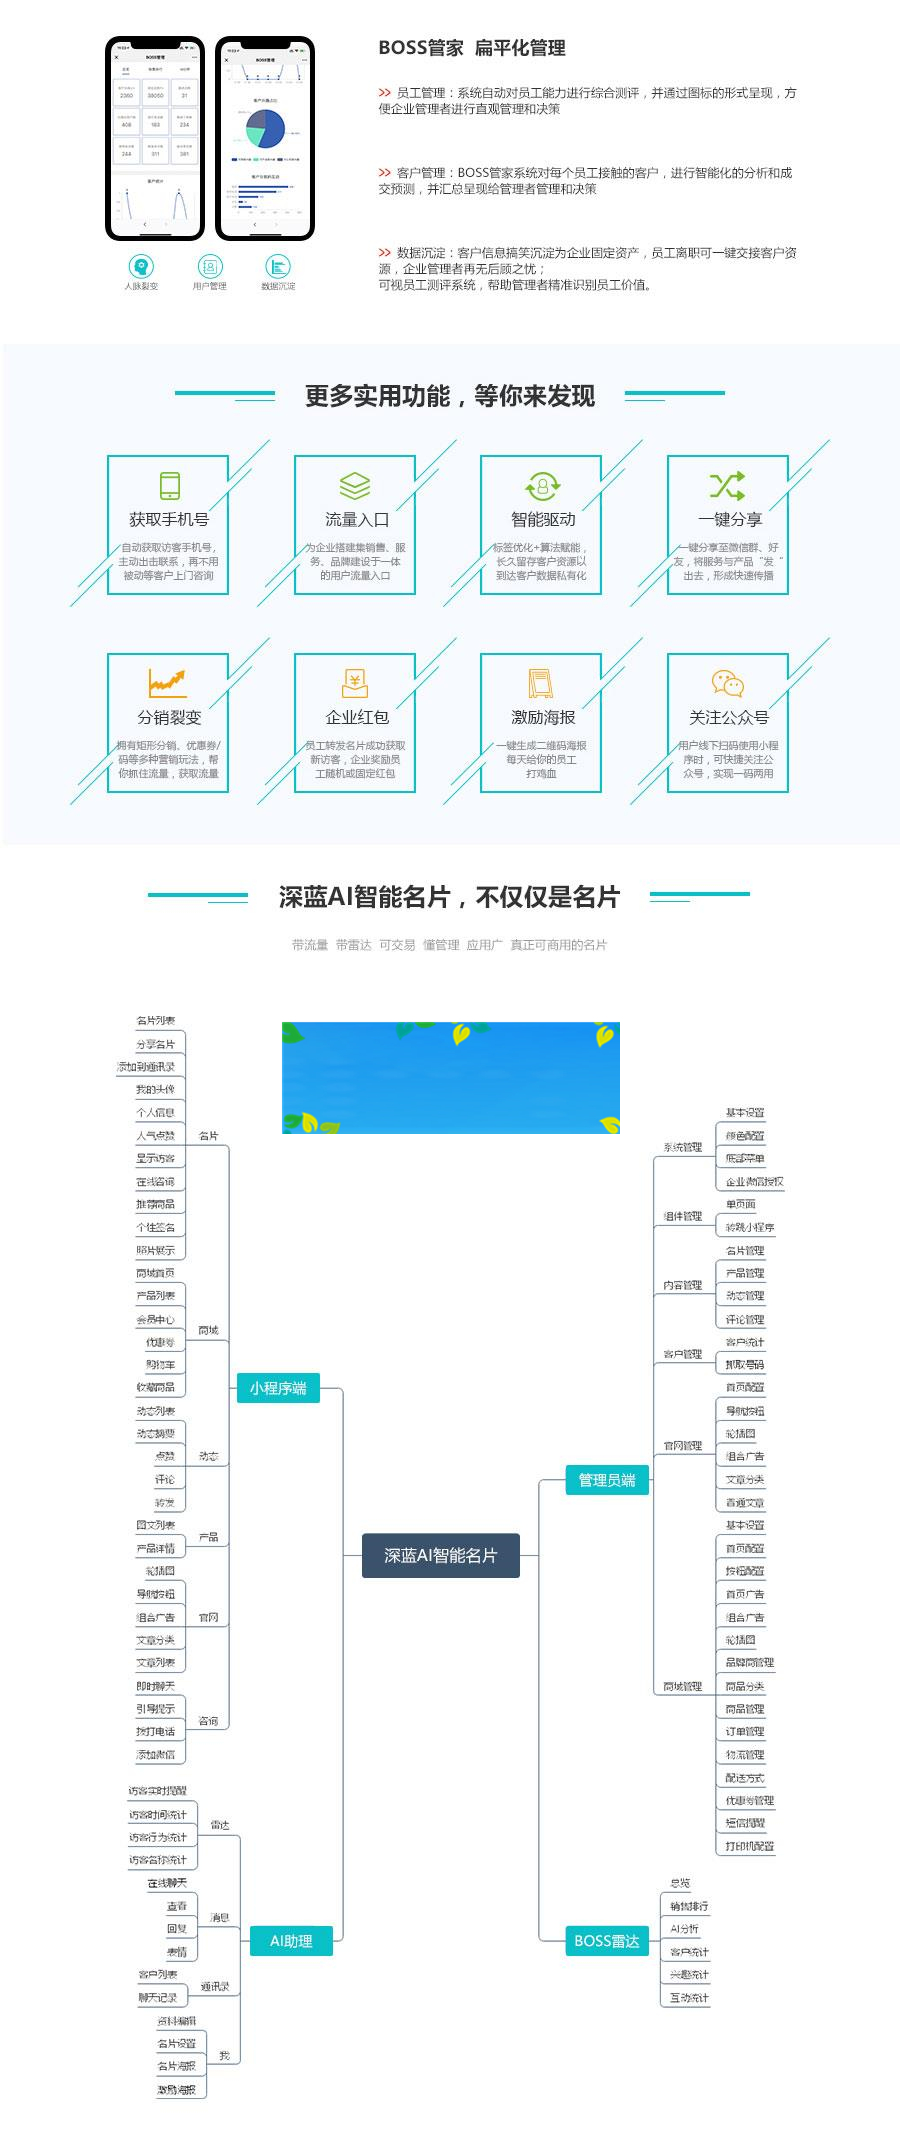 BOSS管家 扁平化管理
>> 员工管理：系统自动对员工能力进行综合测评，并通过图标的形式呈现，方
便企业管理者进行直观管理和决策
>> 客户管理：BOSS管家系统对每个员工接触的客户，进行智能化的分析和成
交预测，并汇总呈现给管理者管理和决策
>> 数据沉淀：客户信息搞笑沉淀为企业固定资产，员工离职可一键交接客户资
源，企业管理者再无后顾之忧；
可视员工测评系统，帮助管理者精准识别员工价值。
BOSS管理
2360
38050
31
408
183
234
244
311
381
客户统计
BOSS管理
人脉裂变
用户管理
数据沉淀
更多实用功能，等你来发现
获取手机号
自动获取访客手机号，
主动出击联系，再不用
被动等客户上门咨询
流量入口
为企业搭建集销售、服
务、品牌建设于一体
的用户流量入口
智能驱动
标签优化+算法赋能，
长久留存客户资源以
到达客户数据私有化
一键分享
一键分享至微信群、好
友，将服务与产品“发“
出去，形成快速传播
分销裂变
拥有矩形分销、优惠券/
码等多种营销玩法，帮
你抓住流量，获取流量
企业红包
员工转发名片成功获取
新访客，企业奖励员
工随机或固定红包
激励海报
一键生成二维码海报
每天给你的员工
打鸡血
关注公众号
用户线下扫码使用小程
序时，可快捷关注公
众号，实现一码两用
深蓝AI智能名片，不仅仅是名片
带流量 带雷达 可交易 懂管理 应用广 真正可商用的名片
深蓝AI智能名片
小程序端
名片
名片列表
分享名片
添加到通讯录
我的头像
个人信息
人气点赞
显示访客
在线咨询
推荐商品
个性签名
照片展示
商城
商城首页
产品列表
会员中心
优惠券
购物车
收藏商品
动态
动态列表
动态摘要
点赞
评论
转发
产品
图文列表
产品详情
官网
轮播图
导航按钮
组合广告
文章分类
文章列表
咨询
即时聊天
引导提示
拨打电话
添加微信
AI助理
雷达
访客实时提醒
访客时间统计
访客行为统计
访客名称统计
消息
在线聊天
查看
回复
表情
通讯录
客户列表
聊天记录
我
资料编辑
名片设置
名片海报
激励海报
管理员端
系统管理
基本设置
颜色配置
底部菜单
企业微信授权
组件管理
单页面
转跳小程序
内容管理
名片管理
产品管理
动态管理
评论管理
客户管理
客户统计
抓取号码
官网管理
首页配置
导航按钮
轮播图
组合广告
文章分类
普通文章
商城管理
基本设置
首页配置
按钮配置
首页广告
组合广告
轮播图
品牌商管理
商品分类
商品管理
订单管理
物流管理
配送方式
优惠券管理
短信提醒
打印机配置
BOSS雷达
总览
销售排行
AI分析
客户统计
兴趣统计
互动统计